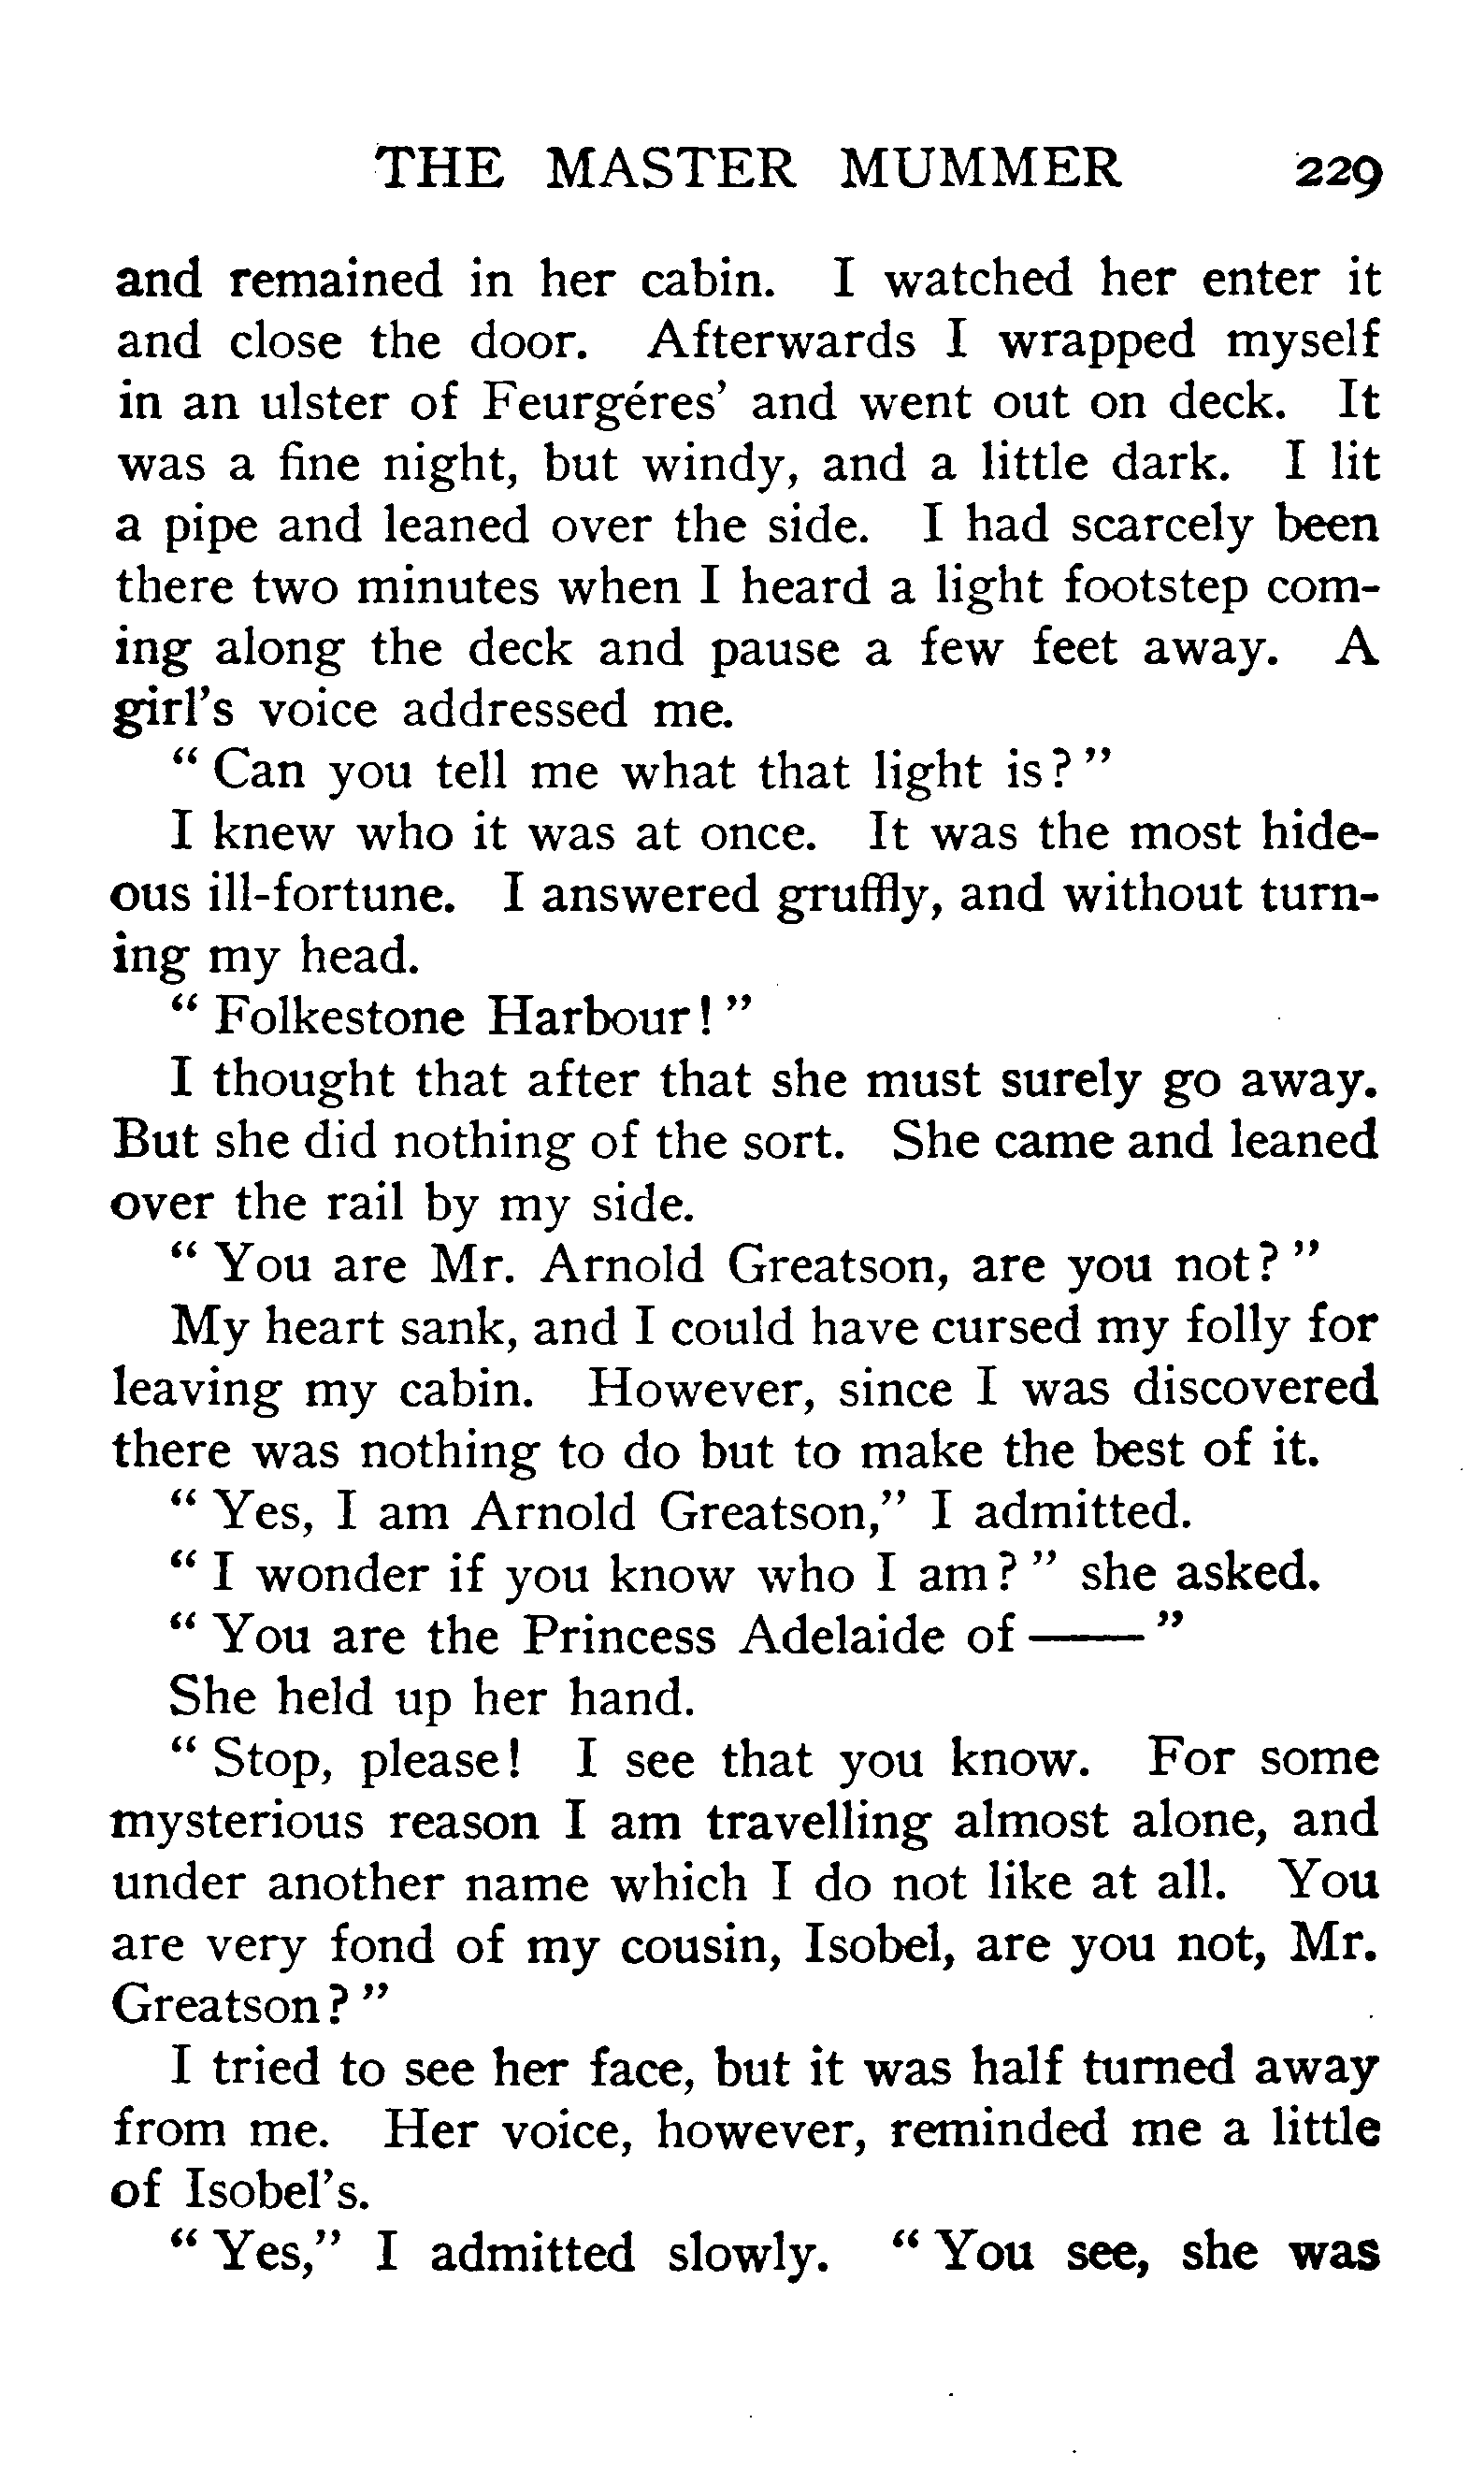 THE MASTER MUMMER 229
and remained in her cabin. I watched her enter it
and close the door. Afterwards I wrapped myself
in an ulster of Feurgéres' and went out on deck. It
was a fine night, but windy, and a little dark. I lit
a pipe and leaned over the side. I had scarcely been
there two minutes when I heard a light footstep com-
ing along the deck and pause a few feet away. A
girl's voice addressed me.
" Can you tell me what that light is? "
I knew who it was at once. It was the most hide-
ous ill-fortune. I answered gruffly, and without turn-
ing my head.
" Folkestone Harbour! "
I thought that after that she must surely go away.
But she did nothing of the sort. She came and leaned
over the rail by my side.
" You are Mr. Arnold Greatson, are you not? "
My heart sank, and I could have cursed my folly for
leaving my cabin. However, since I was discovered
there was nothing to do but to make the best of it.
" Yes, I am Arnold Greatson," I admitted.
" I wonder if you know who I am? " she asked.
" You are the Princess Adelaide of —— "
She held up her hand.
" Stop, please! I see that you know. For some
mysterious reason I am travelling almost alone, and
under another name which I do not like at all. You
are very fond of my cousin, Isobel, are you not, Mr.
Greatson? "
I tried to see her face, but it was half turned away
from me. Her voice, however, reminded me a little
of Isobel's.
" Yes," I admitted slowly. " You see, she was